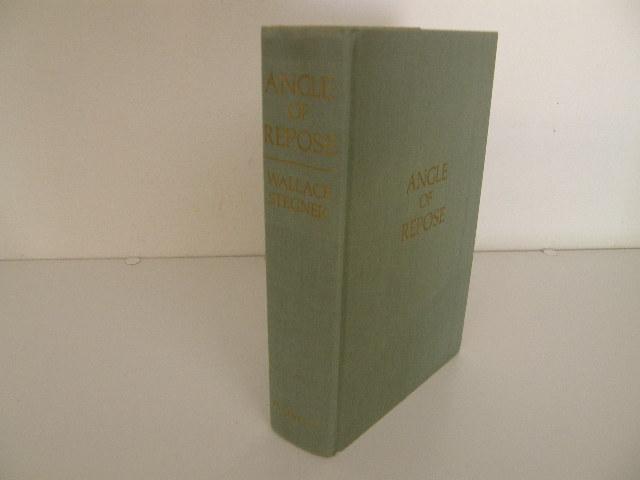 ANGLE
OF
REPOSE
WALLACE
STEGNER
ANGLE
OF
REPOSE